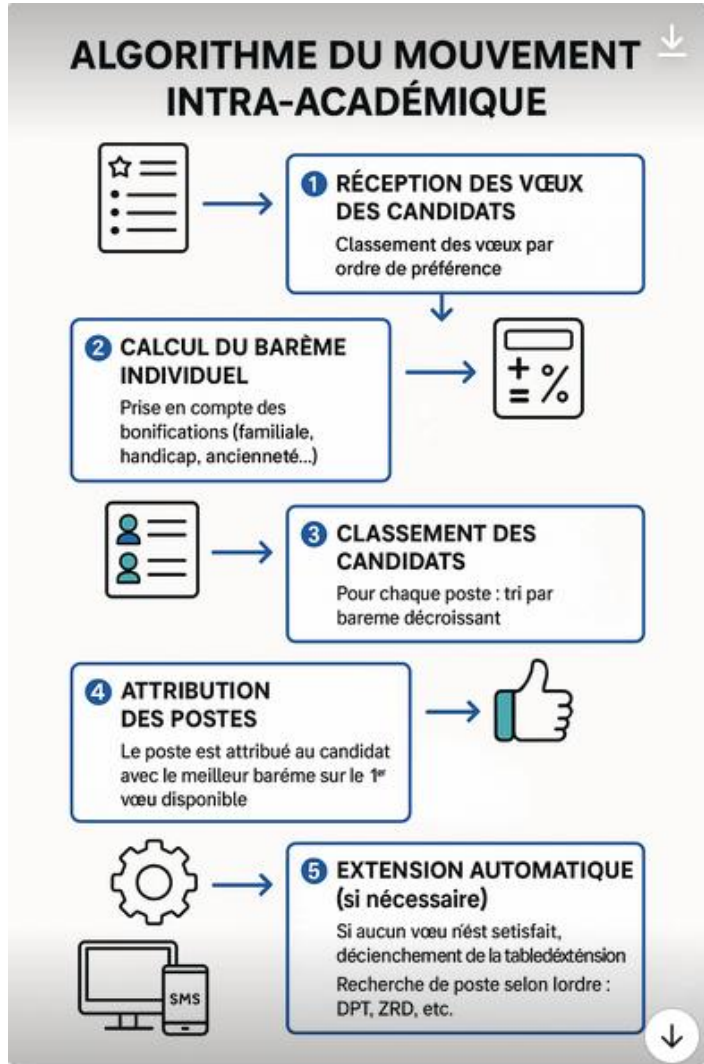 ALGORITHME DU MOUVEMENT
INTRA-ACADÉMIQUE
1 RÉCEPTION DES VŒUX
DES CANDIDATS
Classement des vœux par
ordre de préférence
2 CALCUL DU BARÈME
INDIVIDUEL
Prise en compte des
bonifications (familiale,
handicap, ancienneté...)
3 CLASSEMENT DES
CANDIDATS
Pour chaque poste : tri par
bareme décroissant
4 ATTRIBUTION
DES POSTES
Le poste est attribué au candidat
avec le meilleur baréme sur le 1er
vœu disponible
5 EXTENSION AUTOMATIQUE
(si nécessaire)
Si aucun vœu n'ést setisfait,
décienchement de la tabledéxténsion
Recherche de poste selon lordre :
DPT, ZRD, etc.
SMS